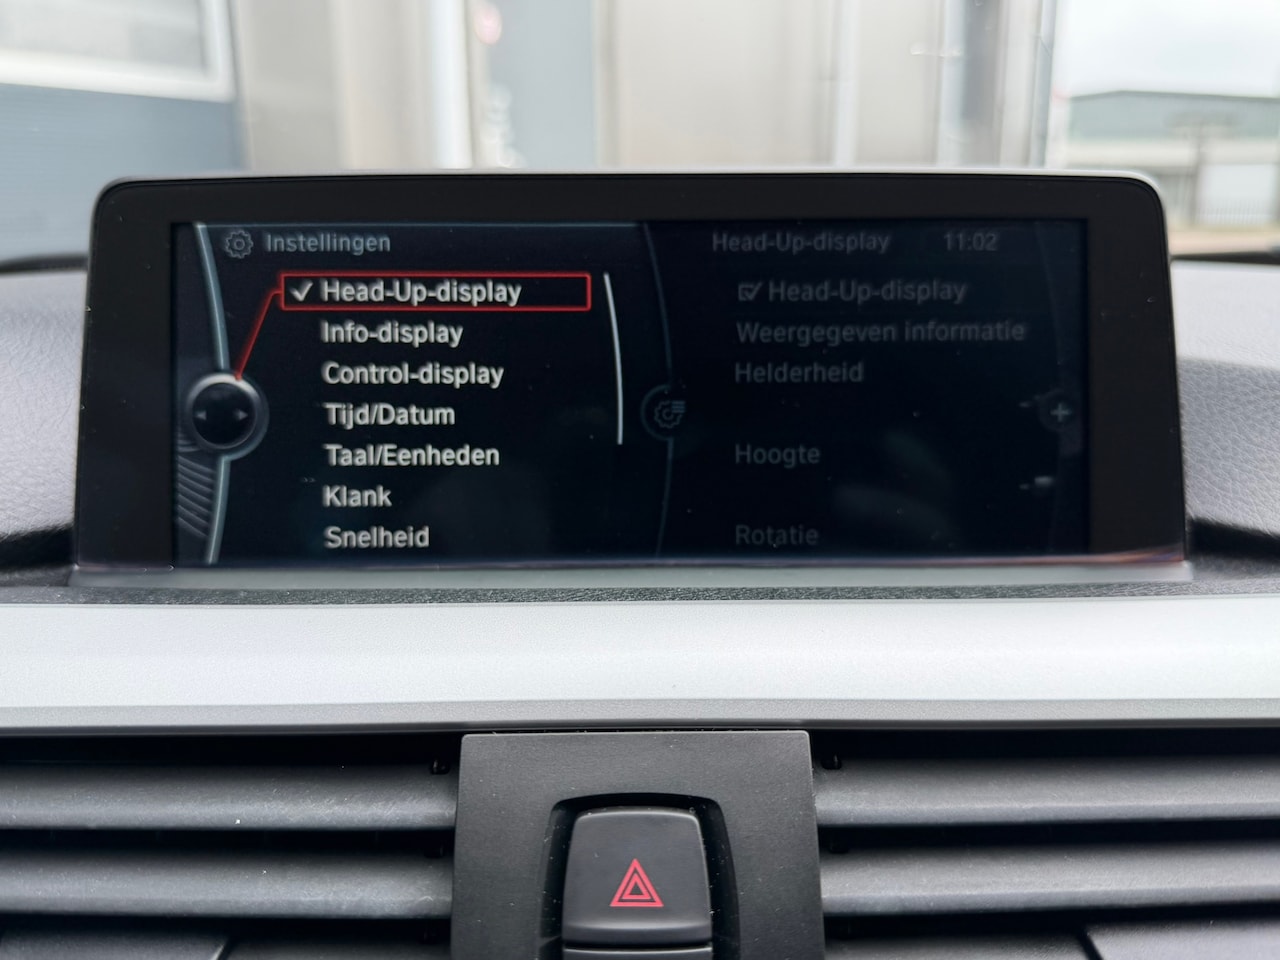 Instellingen
Head-Up-display
Info-display
Control-display
Tijd/Datum
Taal/Eenheden
Klank
Snelheid
Head-Up-display 11:02
Head-Up-display
Weergegeven informatie
Helderheid
Hoogte
Rotatie